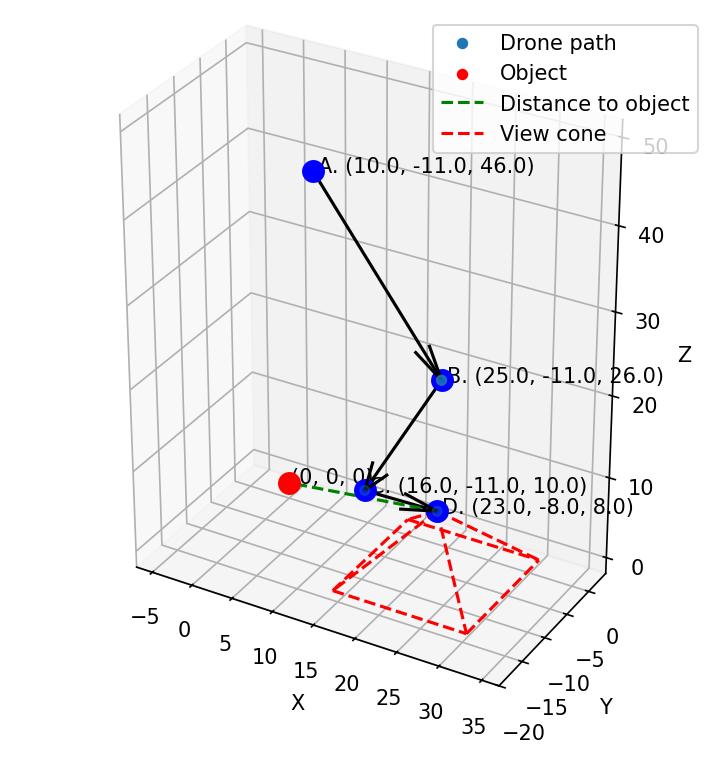 Drone path
Object
Distance to object
View cone
A. (10.0, -11.0, 46.0)
B. (25.0, -11.0, 26.0)
(0, 0, 0)
(16.0, -11.0, 10.0)
D. (23.0, -8.0, 8.0)
50
40
30
20
10
0
Z
−5
0
5
10
15
20
25
30
35
X
0
−5
−10
−15
−20
Y